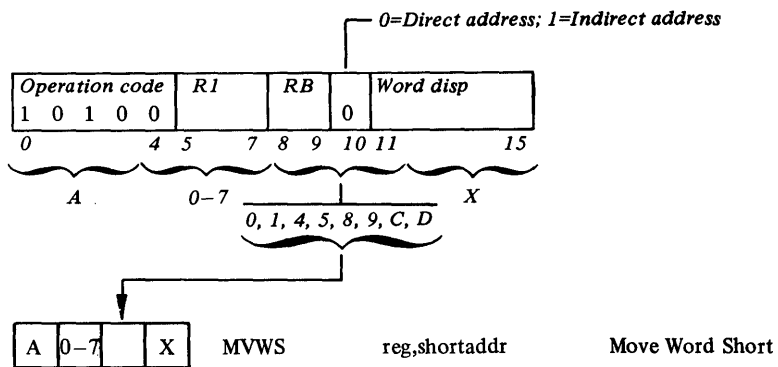 0=Direct address; 1=Indirect address
Operation code R1 RB Word disp
1 0 1 0 0 0
0 4 5 7 8 9 10 11 15
A 0-7 X
0, 1, 4, 5, 8, 9, C, D
A 0-7 X MVWS reg,shortaddr Move Word Short